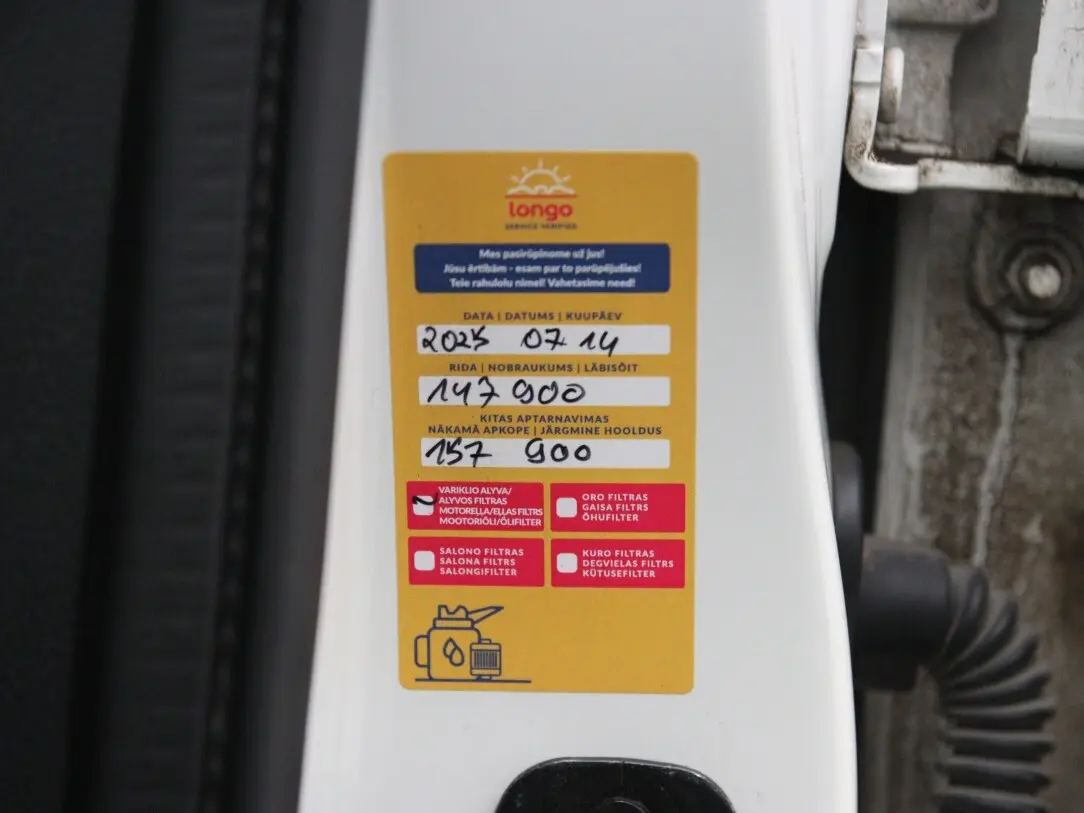 longo
SERVICE VERIFIED
Mes pasirūpinome už jus!
Jūsu ērtībām - esam par to parūpējušies!
Teie rahulolu nimel! Vahetasime need!
DATA | DATUMS | KUUPÄEV
2025 07 14
RIDA | NOBRAUKUMS | LÄBISÕIT
147 900
KITAS APTARNAVIMAS
NĀKAMĀ APKOPE | JÄRGMINE HOOLDUS
157 900
VARIKLIO ALYVA/
ALYVOS FILTRAS
MOTOREĻĻA/EĻĻAS FILTRS
MOOTORIÕLI/ÕLIFILTER
ORO FILTRAS
GAISA FILTRS
ÕHUFILTER
SALONO FILTRAS
SALONA FILTRS
SALONGIFILTER
KURO FILTRAS
DEGVIELAS FILTRS
KÜTUSEFILTER